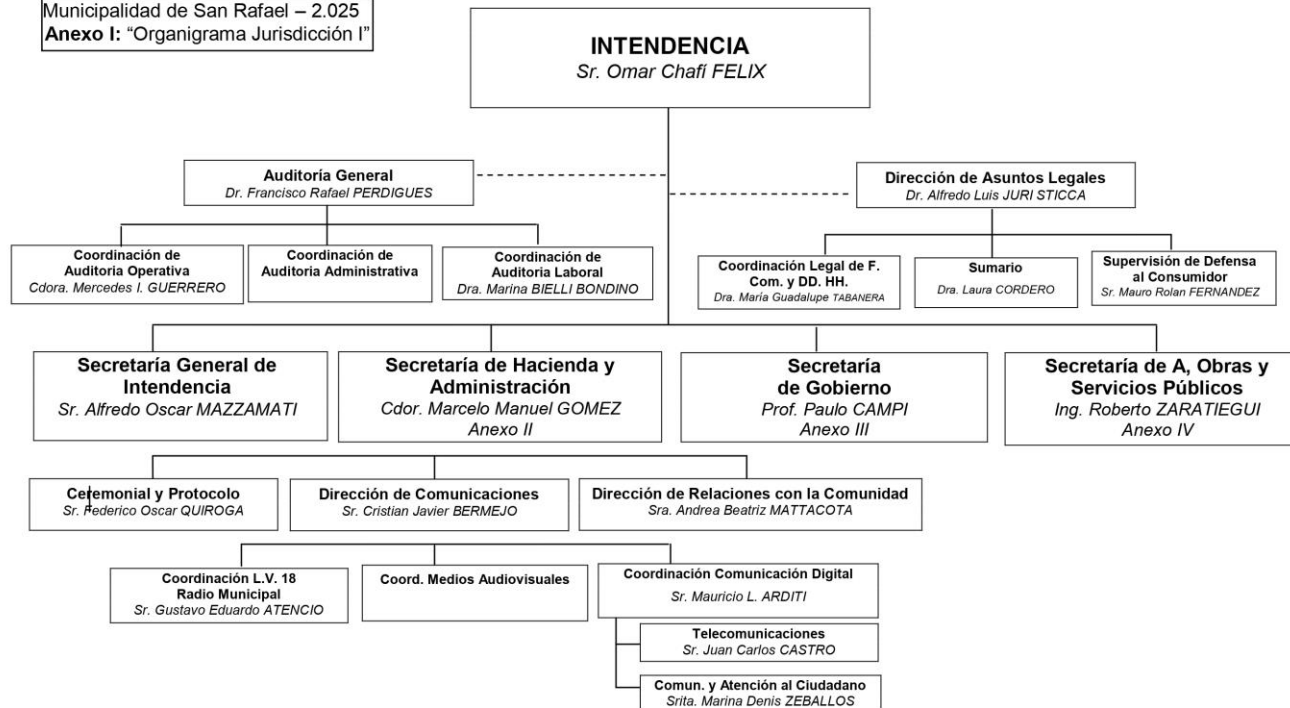 Municipalidad de San Rafael – 2.025
Anexo I: “Organigrama Jurisdicción I”
INTENDENCIA
Sr. Omar Chafí FELIX
Auditoría General
Dr. Francisco Rafael PERDIGUES
Dirección de Asuntos Legales
Dr. Alfredo Luis JURI STICCA
Coordinación de
Auditoria Operativa
Cdora. Mercedes I. GUERRERO
Coordinación de
Auditoria Administrativa
Coordinación de
Auditoria Laboral
Dra. Marina BIELLI BONDINO
Coordinación Legal de F.
Com. y DD. HH.
Dra. María Guadalupe TABANERA
Sumario
Dra. Laura CORDERO
Supervisión de Defensa
al Consumidor
Sr. Mauro Rolan FERNANDEZ
Secretaría General de
Intendencia
Sr. Alfredo Oscar MAZZAMATI
Secretaría de Hacienda y
Administración
Cdor. Marcelo Manuel GOMEZ
Anexo II
Secretaría
de Gobierno
Prof. Paulo CAMPI
Anexo III
Secretaría de A, Obras y
Servicios Públicos
Ing. Roberto ZARATIEGUI
Anexo IV
Ceremonial y Protocolo
Sr. Federico Oscar QUIROGA
Dirección de Comunicaciones
Sr. Cristian Javier BERMEJO
Dirección de Relaciones con la Comunidad
Sra. Andrea Beatriz MATTACOTA
Coordinación L.V. 18
Radio Municipal
Sr. Gustavo Eduardo ATENCIO
Coord. Medios Audiovisuales
Coordinación Comunicación Digital
Sr. Mauricio L. ARDITI
Telecomunicaciones
Sr. Juan Carlos CASTRO
Comun. y Atención al Ciudadano
Srita. Marina Denis ZEBALLOS